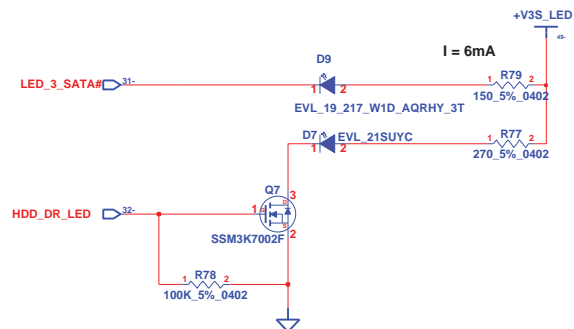 +V3S_LED
49-
D9
I = 6mA
LED_3_SATA#
31-
1
2
1
R79
2
EVL_19_217_W1D_AQRHY_3T
150_5%_0402
D7
EVL_21SUYC
1
2
1
R77
2
270_5%_0402
Q7
3
HDD_DR_LED
32-
1
G
D
S
SSM3K7002F
2
1
R78
2
100K_5%_0402